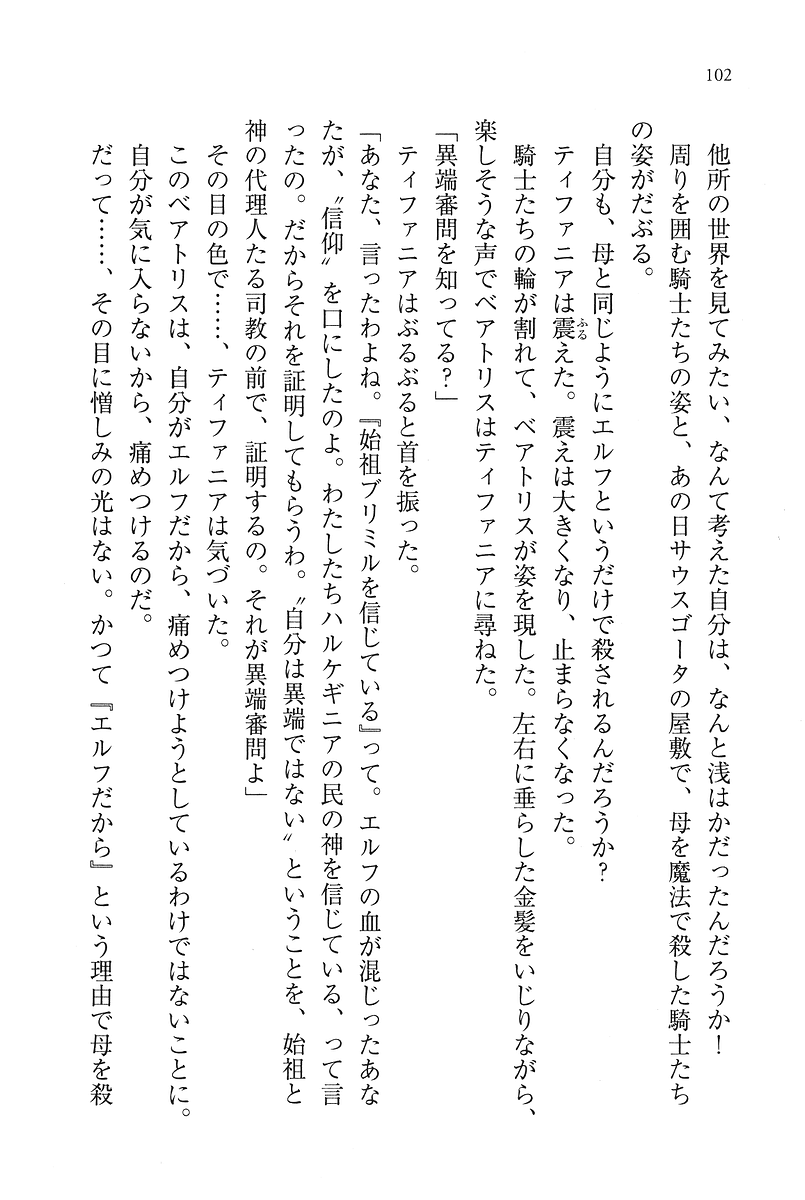 102
他所の世界を見てみたい、なんて考えた自分は、なんと浅はかだったんだろうか！
周りを囲む騎士たちの姿と、あの日サウスゴータの屋敷で、母を魔法で殺した騎士たち
の姿がだぶる。
自分も、母と同じようにエルフというだけで殺されるんだろうか？
ティファニアは震えた。震えは大きくなり、止まらなくなった。
騎士たちの輪が割れて、ベアトリスが姿を現した。左右に垂らした金髪をいじりながら、
楽しそうな声でベアトリスはティファニアに尋ねた。
「異端審問を知ってる？」
ティファニアはぶるぶると首を振った。
「あなた、言ったわよね。『始祖ブリミルを信じている』って。エルフの血が混じったあな
たが、〝信仰〟を口にしたのよ。わたしたちハルケギニアの民の神を信じている、って言
ったの。だからそれを証明してもらうわ。〝自分は異端ではない〟ということを、始祖と
神の代理人たる司教の前で、証明するの。それが異端審問よ」
その目の色で……、ティファニアは気づいた。
このベアトリスは、自分がエルフだから、痛めつけようとしているわけではないことに。
自分が気に入らないから、痛めつけるのだ。
だって……、その目に憎しみの光はない。かつて『エルフだから』という理由で母を殺